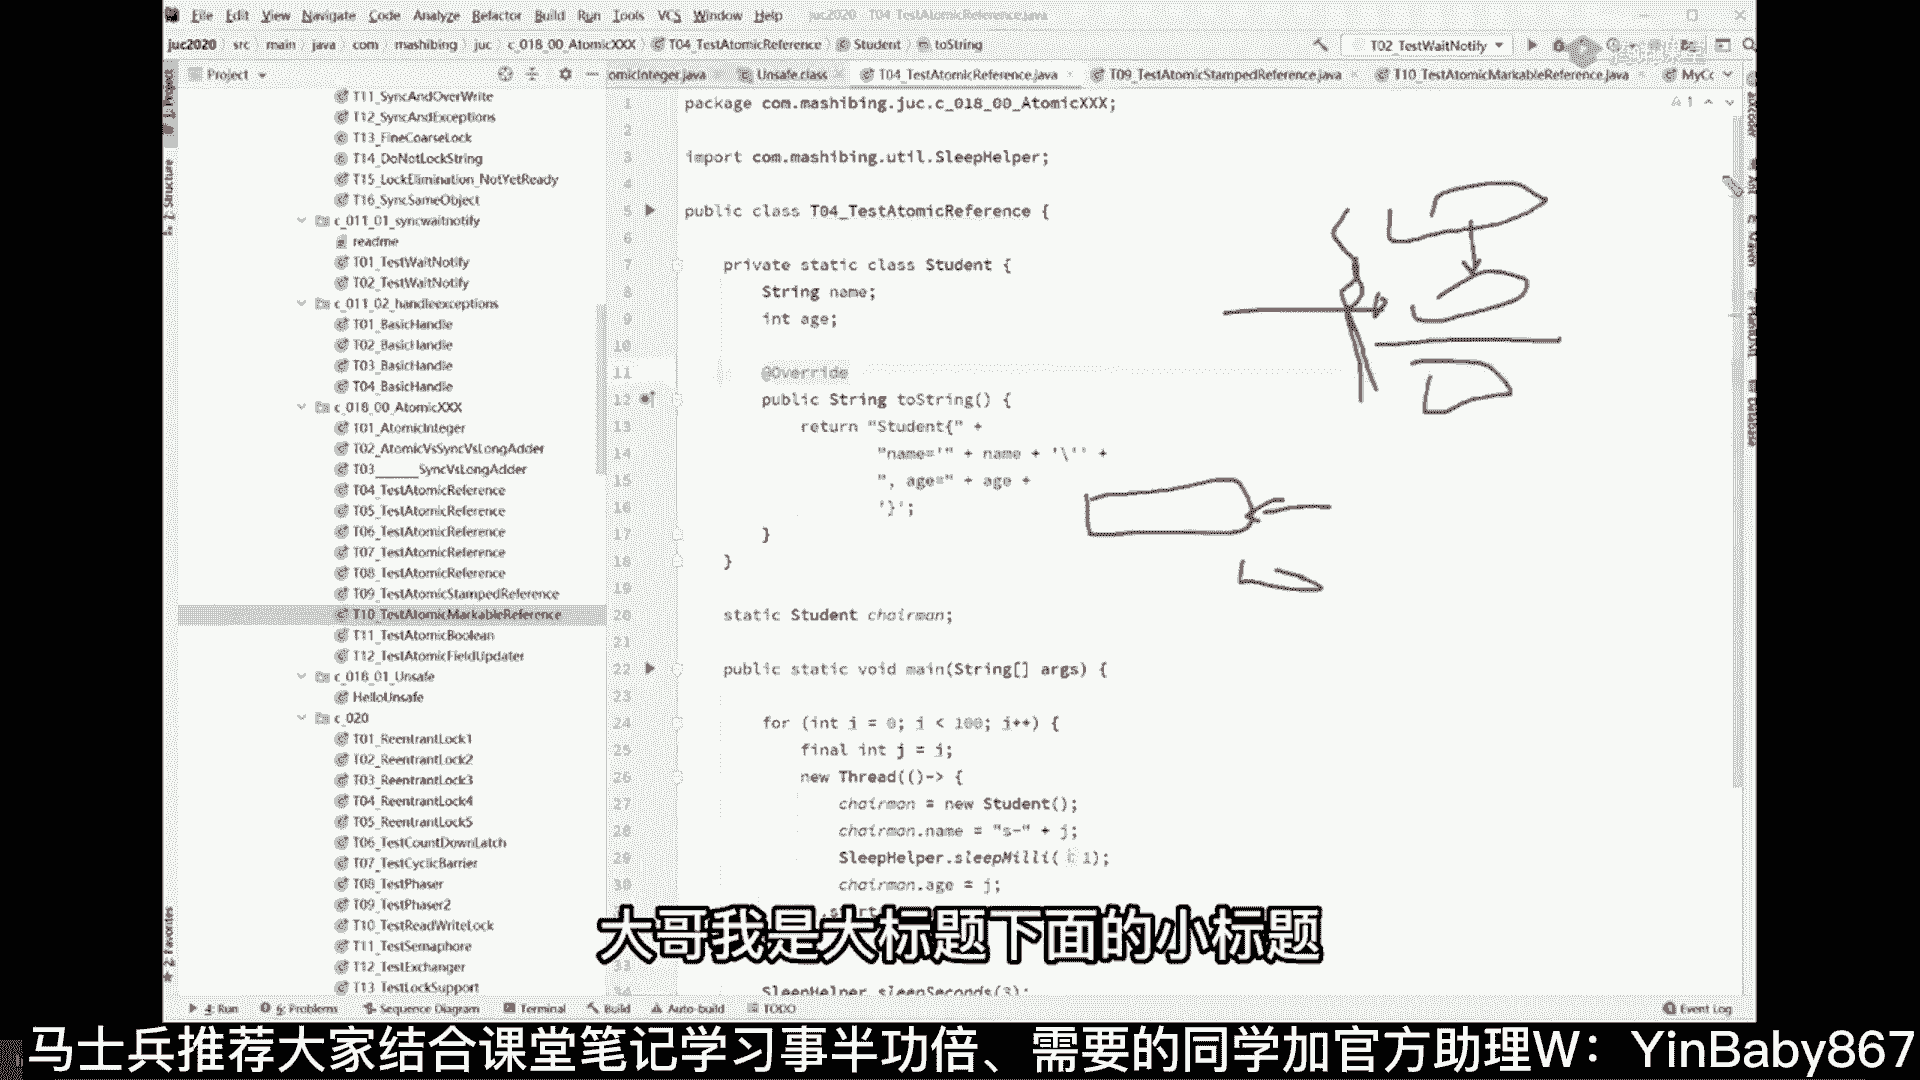 File Edit View Navigate Code Analyze Refactor Build Run Tools VCS Window Help juc2020 T04_TestAtomicReference.java
juc2020 src main java com mashibing juc c_018_00_AtomicXXX T04_TestAtomicReference Student toString T02_TestWaitNotify
Project omicInteger.java Unsafe.class T04_TestAtomicReference.java T09_TestAtomicStampedReference.java T10_TestAtomicMarkableReference.java MyCc
1: Project
Z: Structure
2: Favorites
T11_SyncAndOverWrite
T12_SyncAndExceptions
T13_FineCoarseLock
T14_DoNotLockString
T15_LockElimination_NotYetReady
T16_SyncSameObject
c_011_01_syncwaitnotify
readme
T01_TestWaitNotify
T02_TestWaitNotify
c_011_02_handleexceptions
T01_BasicHandle
T02_BasicHandle
T03_BasicHandle
T04_BasicHandle
c_018_00_AtomicXXX
T01_AtomicInteger
T02_AtomicVsSyncVsLongAdder
T03______SyncVsLongAdder
T04_TestAtomicReference
T05_TestAtomicReference
T06_TestAtomicReference
T07_TestAtomicReference
T08_TestAtomicReference
T09_TestAtomicStampedReference
T10_TestAtomicMarkableReference
T11_TestAtomicBoolean
T12_TestAtomicFieldUpdater
c_018_01_Unsafe
HelloUnsafe
c_020
T01_ReentrantLock1
T02_ReentrantLock2
T03_ReentrantLock3
T04_ReentrantLock4
T05_ReentrantLock5
T06_TestCountDownLatch
T07_TestCyclicBarrier
T08_TestPhaser
T09_TestPhaser2
T10_TestReadWriteLock
T11_TestSemaphore
T12_TestExchanger
T13_TestLockSupport
1 package com.mashibing.juc.c_018_00_AtomicXXX;
2
3 import com.mashibing.util.SleepHelper;
4
5 public class T04_TestAtomicReference {
6
7 private static class Student {
8 String name;
9 int age;
10
11 @Override
12 public String toString() {
13 return "Student{" +
14 "name='" + name + '\'' +
15 ", age=" + age +
16 '}';
17 }
18 }
19
20 static Student chairman;
21
22 public static void main(String[] args) {
23
24 for (int i = 0; i < 100; i++) {
25 final int j = i;
26 new Thread(()-> {
27 chairman = new Student();
28 chairman.name = "s-" + j;
29 SleepHelper.sleepMilli( 1);
30 chairman.age = j;
33
34 SleepHelper.sleepSeconds(3);
大哥我是大标题下面的小标题
4: Run 6: Problems Sequence Diagram Terminal Build Auto-build TODO Event Log
马士兵推荐大家结合课堂笔记学习事半功倍、需要的同学加官方助理W：YinBaby867